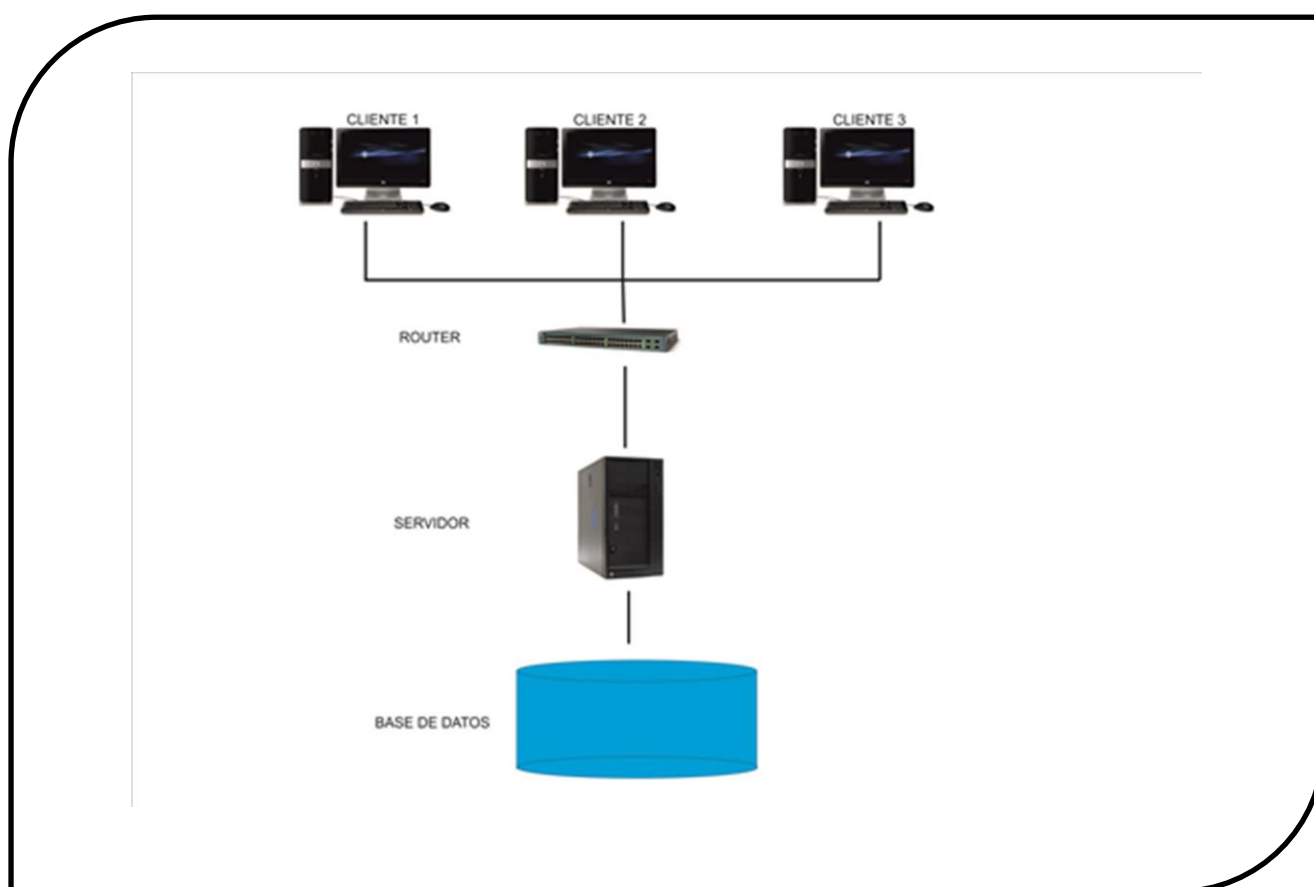 CLIENTE 1
CLIENTE 2
CLIENTE 3
ROUTER
SERVIDOR
BASE DE DATOS